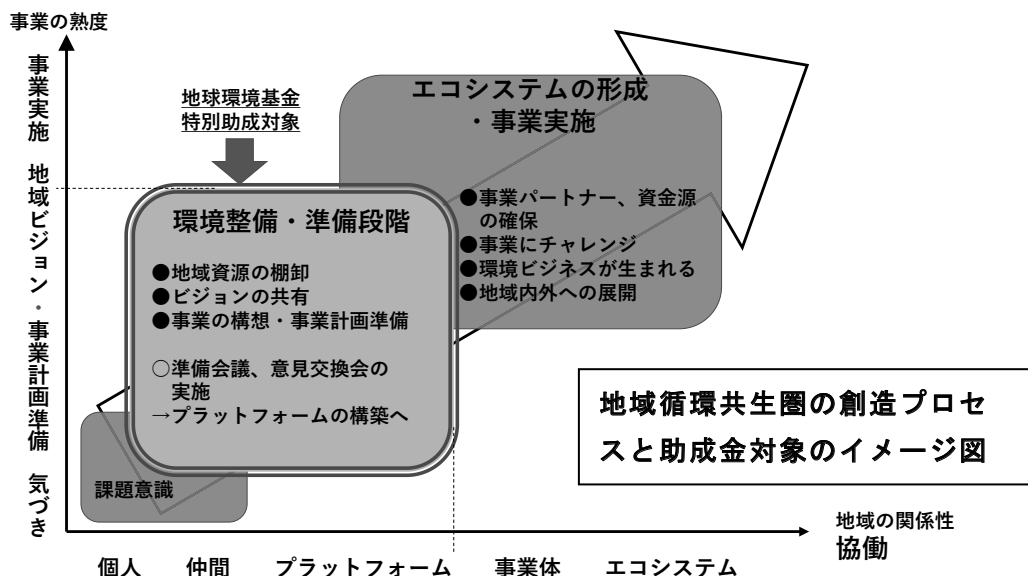 事業の熟度
事業実施 地域ビジョン・事業計画準備 気づき
地球環境基金
特別助成対象
エコシステムの形成
・事業実施
●事業パートナー、資金源
の確保
●事業にチャレンジ
●環境ビジネスが生まれる
●地域内外への展開
環境整備・準備段階
●地域資源の棚卸
●ビジョンの共有
●事業の構想・事業計画準備
○準備会議、意見交換会の
実施
→プラットフォームの構築へ
課題意識
地域循環共生圏の創造プロセ
スと助成金対象のイメージ図
地域の関係性
協働
個人 仲間 プラットフォーム 事業体 エコシステム